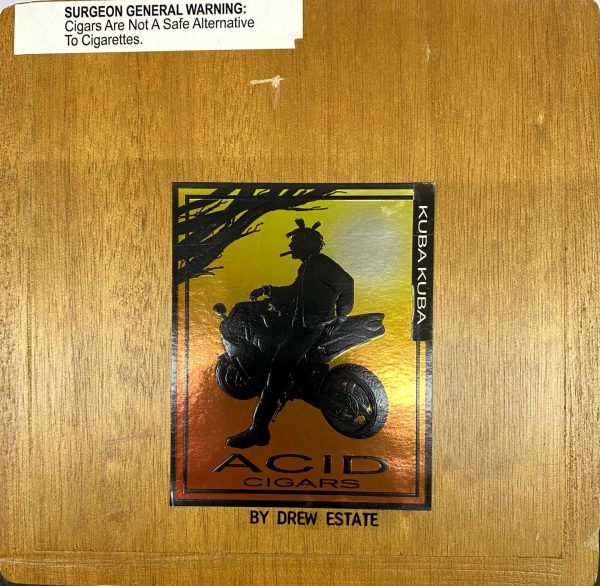 SURGEON GENERAL WARNING:
Cigars Are Not A Safe Alternative
To Cigarettes.
KUBA KUBA
ACID
CIGARS
BY DREW ESTATE